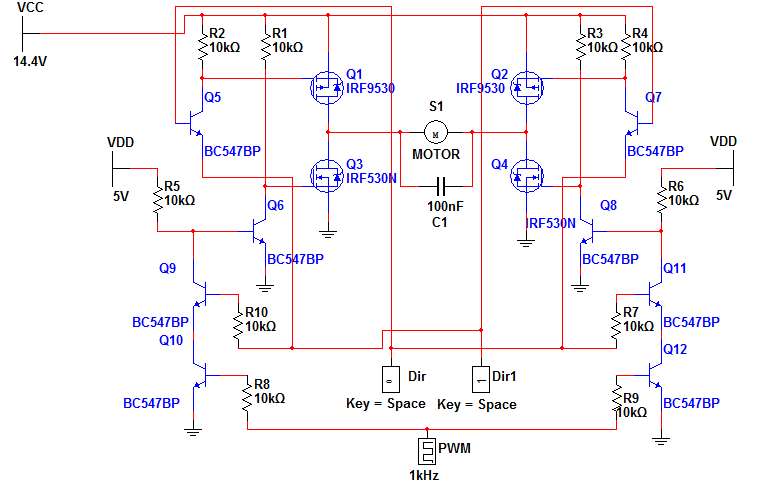 VCC
14.4V
R2
10kΩ
R1
10kΩ
R3
10kΩ
R4
10kΩ
Q1
IRF9530
Q2
IRF9530
Q5
BC547BP
Q7
BC547BP
S1
M
MOTOR
VDD
5V
VDD
5V
Q3
IRF530N
Q4
IRF530N
100nF
C1
R5
10kΩ
R6
10kΩ
Q6
BC547BP
Q8
BC547BP
Q9
BC547BP
Q11
BC547BP
R10
10kΩ
R7
10kΩ
Q10
BC547BP
Q12
BC547BP
R8
10kΩ
R9
10kΩ
0
Dir
Key = Space
1
Dir1
Key = Space
PWM
1kHz